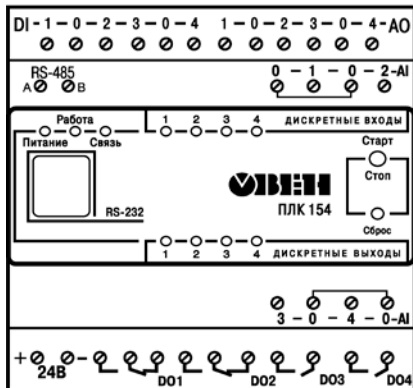 DI - 1 - 0 - 2 - 3 - 0 - 4 1 - 0 - 2 - 3 - 0 - 4 - AO
RS-485
A B
0 - 1 - 0 - 2 -AI
Работа
Питание Связь
1 2 3 4 ДИСКРЕТНЫЕ ВХОДЫ
Старт
Стоп
ОВЕН
ПЛК 154
RS-232
Сброс
1 2 3 4 ДИСКРЕТНЫЕ ВЫХОДЫ
3 - 0 - 4 - 0 -AI
+ 24В -
DO1 DO2 DO3 DO4